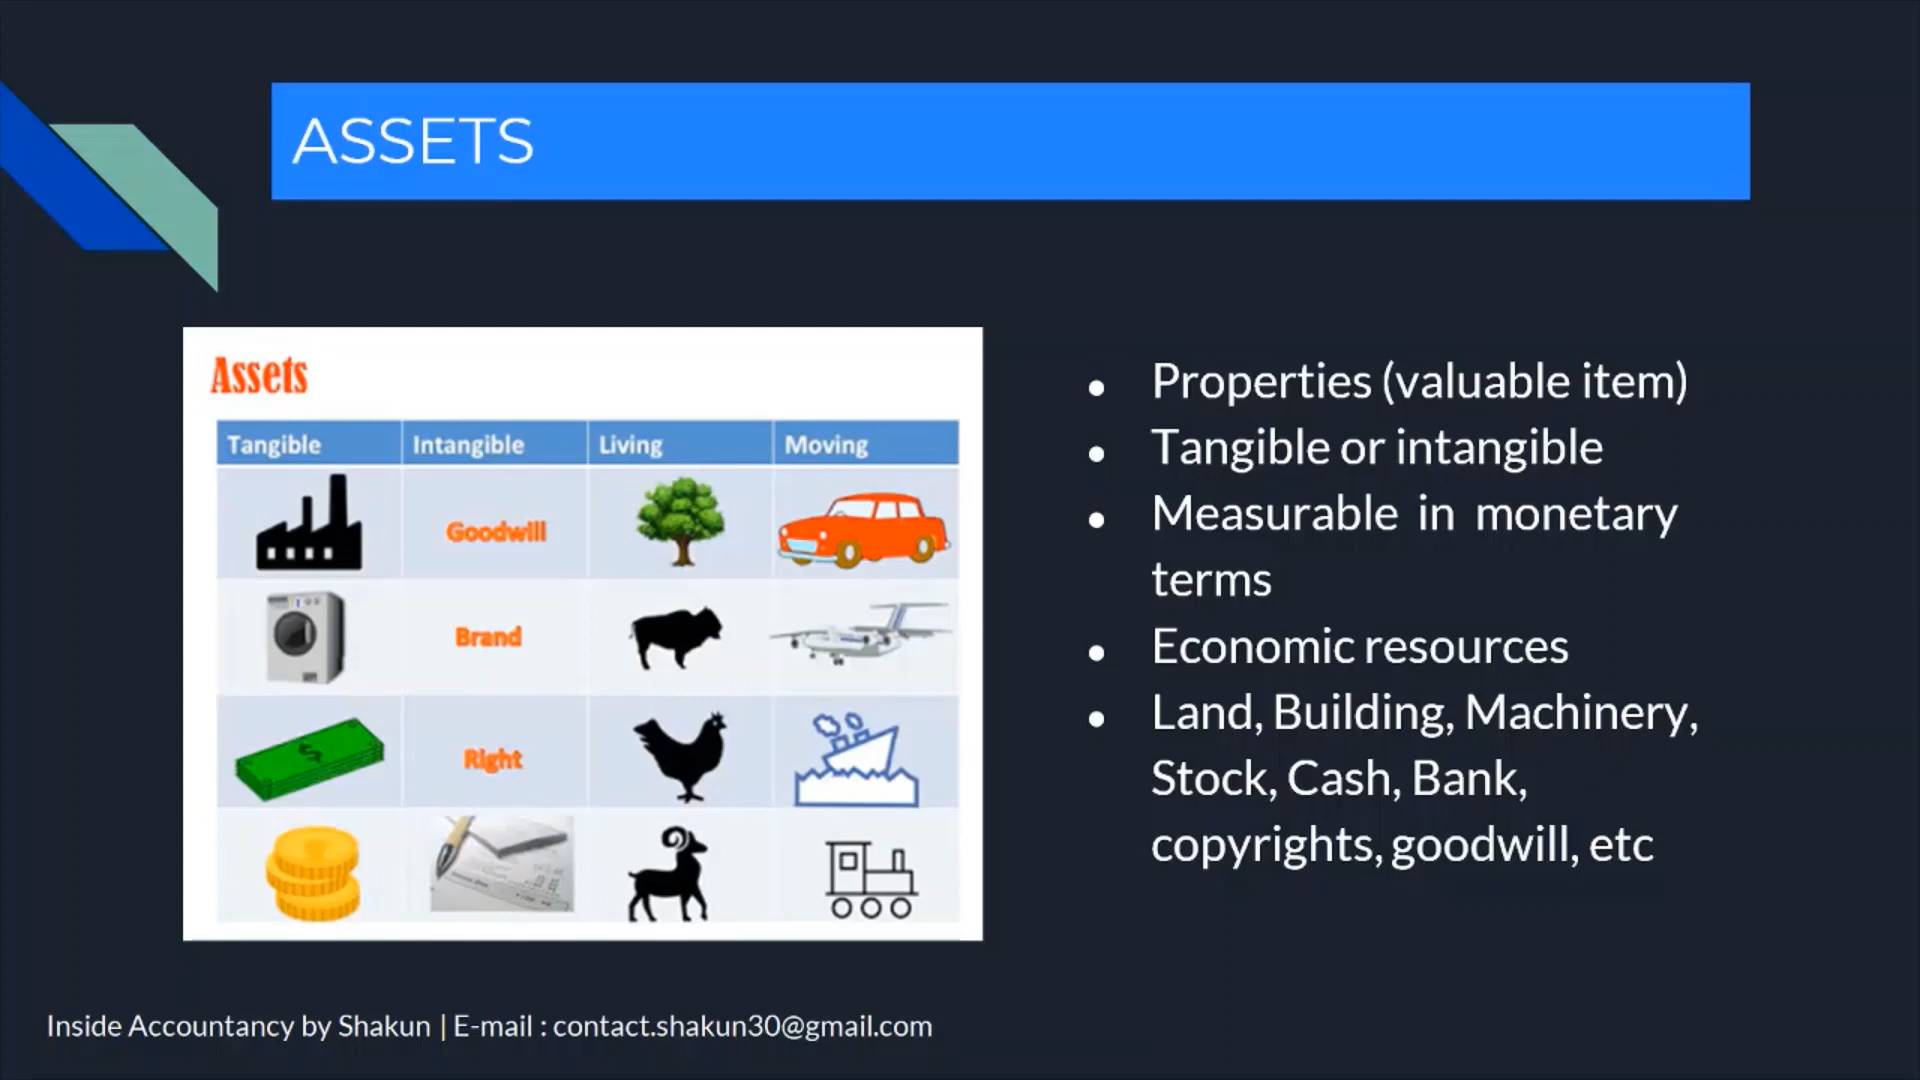 ASSETS
Assets
Tangible Intangible Living Moving
Goodwill
Brand
Right
Properties (valuable item)
Tangible or intangible
Measurable in monetary
terms
Economic resources
Land, Building, Machinery,
Stock, Cash, Bank,
copyrights, goodwill, etc
Inside Accountancy by Shakun | E-mail : contact.shakun30@gmail.com